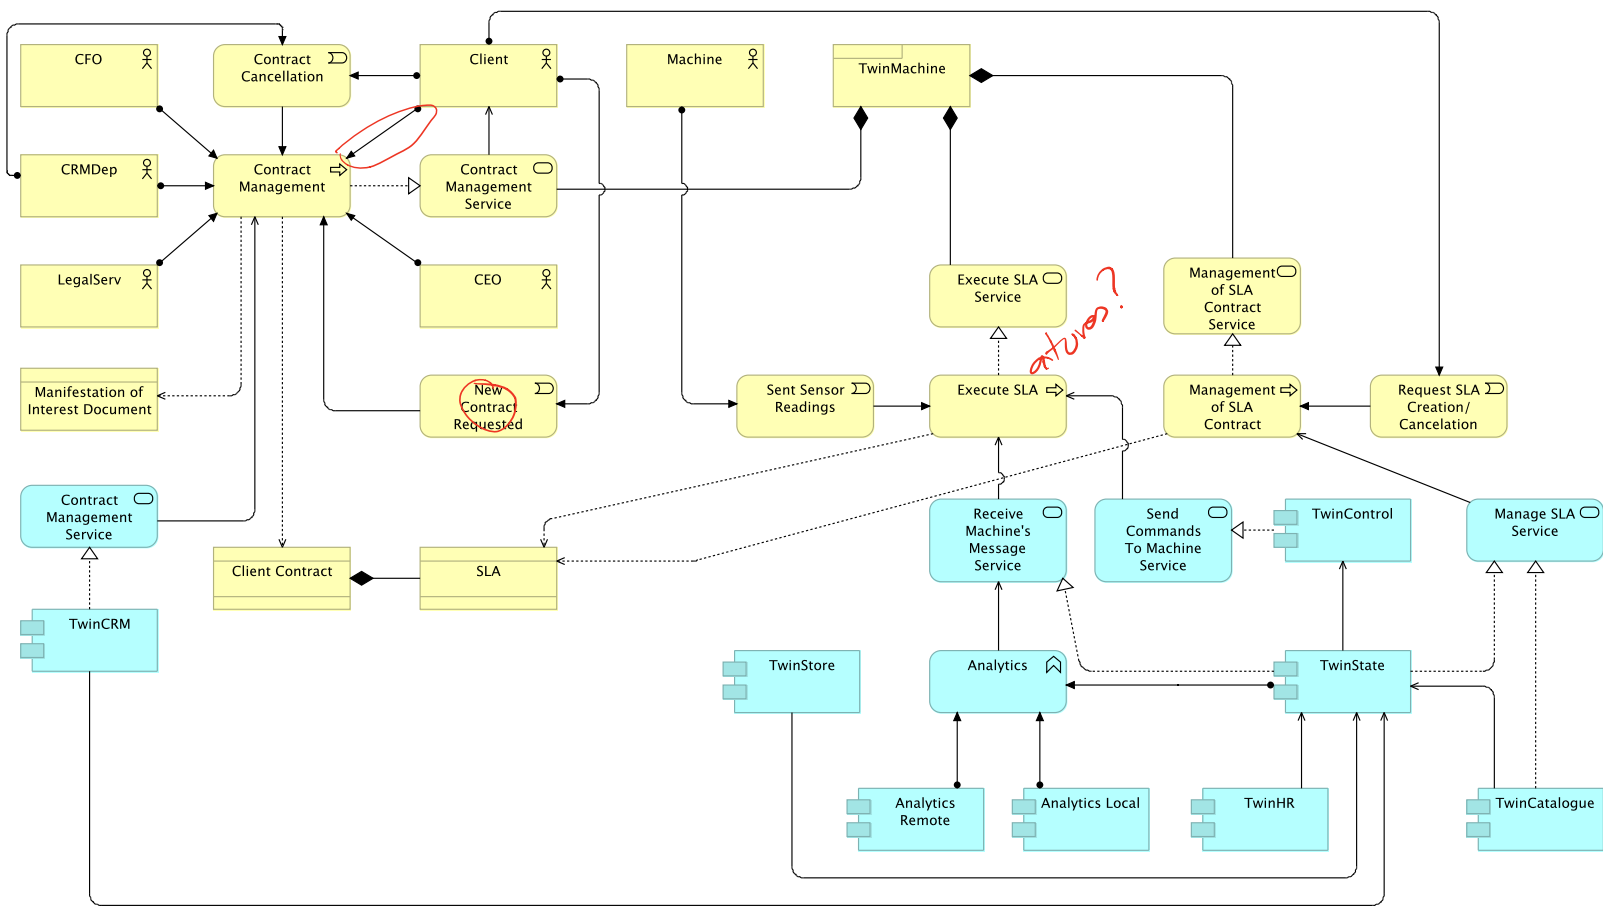 CFO
Contract
Cancellation
Client
Machine
TwinMachine
CRMDep
Contract
Management
Contract
Management
Service
LegalServ
CEO
Execute SLA
Service
Management
of SLA
Contract
Service
atores?
Manifestation of
Interest Document
New
Contract
Requested
Sent Sensor
Readings
Execute SLA
Management
of SLA
Contract
Request SLA
Creation/
Cancelation
Contract
Management
Service
Client Contract
SLA
Receive
Machine's
Message
Service
Send
Commands
To Machine
Service
TwinControl
Manage SLA
Service
TwinCRM
TwinStore
Analytics
TwinState
Analytics
Remote
Analytics Local
TwinHR
TwinCatalogue